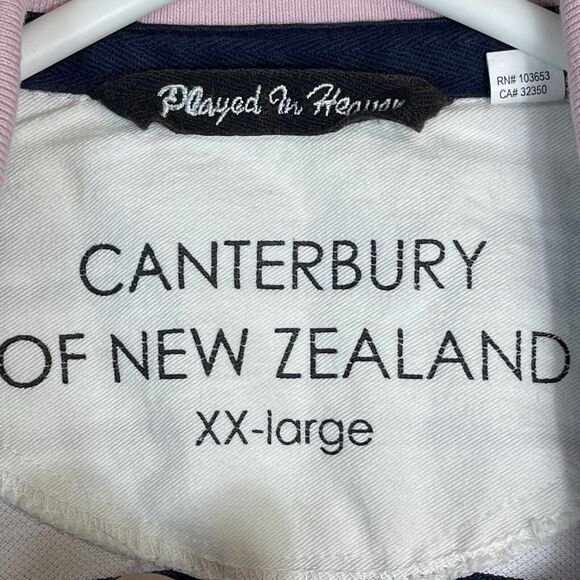 Played In Heaven
RN# 103653
CA# 32350
CANTERBURY
OF NEW ZEALAND
XX-large